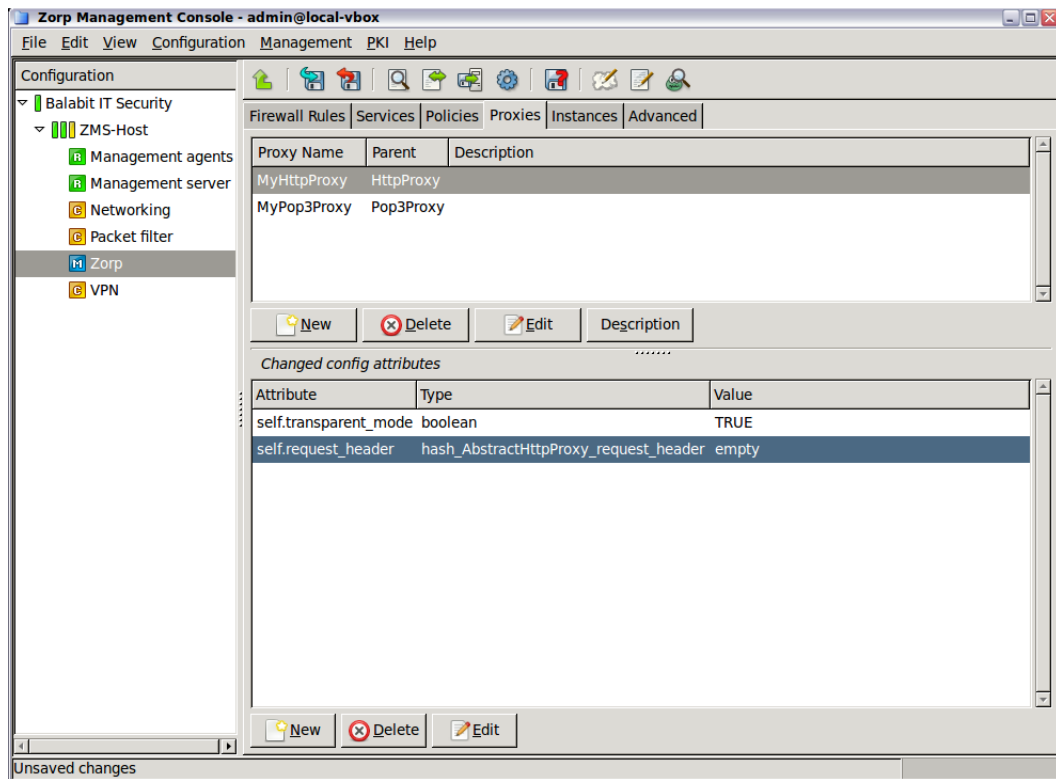 Zorp Management Console - admin@local-vbox
File Edit View Configuration Management PKI Help
Configuration
Balabit IT Security
ZMS-Host
R Management agents
R Management server
C Networking
C Packet filter
M Zorp
C VPN
Firewall Rules Services Policies Proxies Instances Advanced
Proxy Name Parent Description
MyHttpProxy HttpProxy
MyPop3Proxy Pop3Proxy
New Delete Edit Description
Changed config attributes
Attribute Type Value
self.transparent_mode boolean TRUE
self.request_header hash_AbstractHttpProxy_request_header empty
New Delete Edit
Unsaved changes